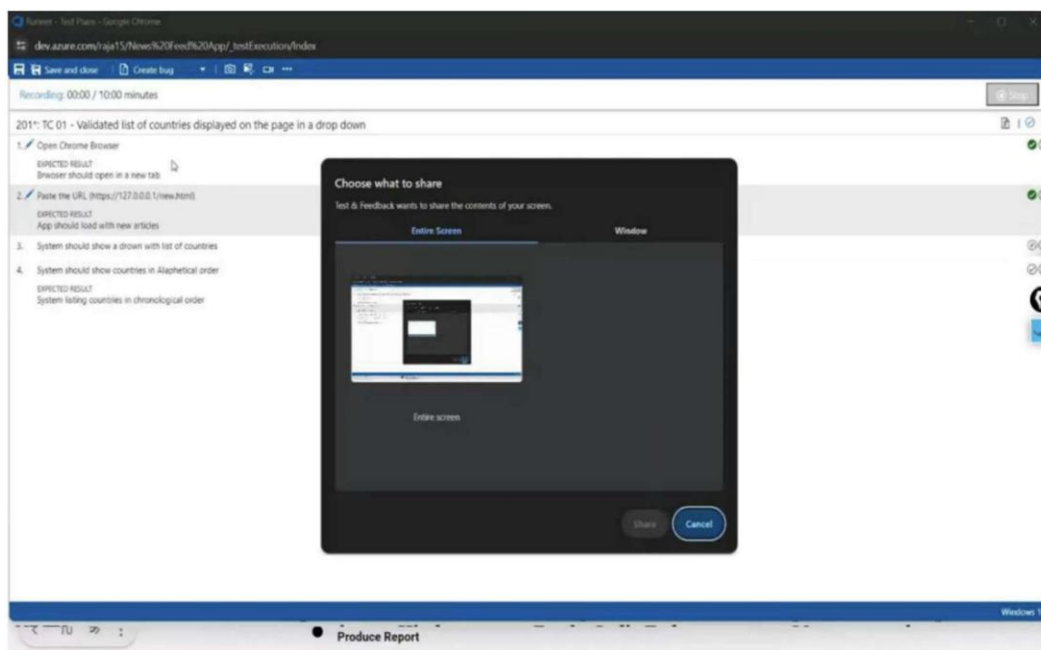 Runner - Test Plans - Google Chrome
dev.azure.com/raja15/News%20Feed%20App/_testExecution/Index
Save and close
Create bug
Recording: 00:00 / 10:00 minutes
Stop
201*: TC 01 - Validated list of countries displayed on the page in a drop down
1. Open Chrome Browser
EXPECTED RESULT
Browser should open in a new tab
2. Paste the URL (https://127.0.0.0.1/new.html)
EXPECTED RESULT
App should load with new articles
3. System should show a drown with list of countries
4. System should show countries in Alaphetical order
EXPECTED RESULT
System listing countries in chronological order
Choose what to share
Test & Feedback wants to share the contents of your screen.
Entire Screen
Window
Entire screen
Share
Cancel
Windows 1
Produce Report